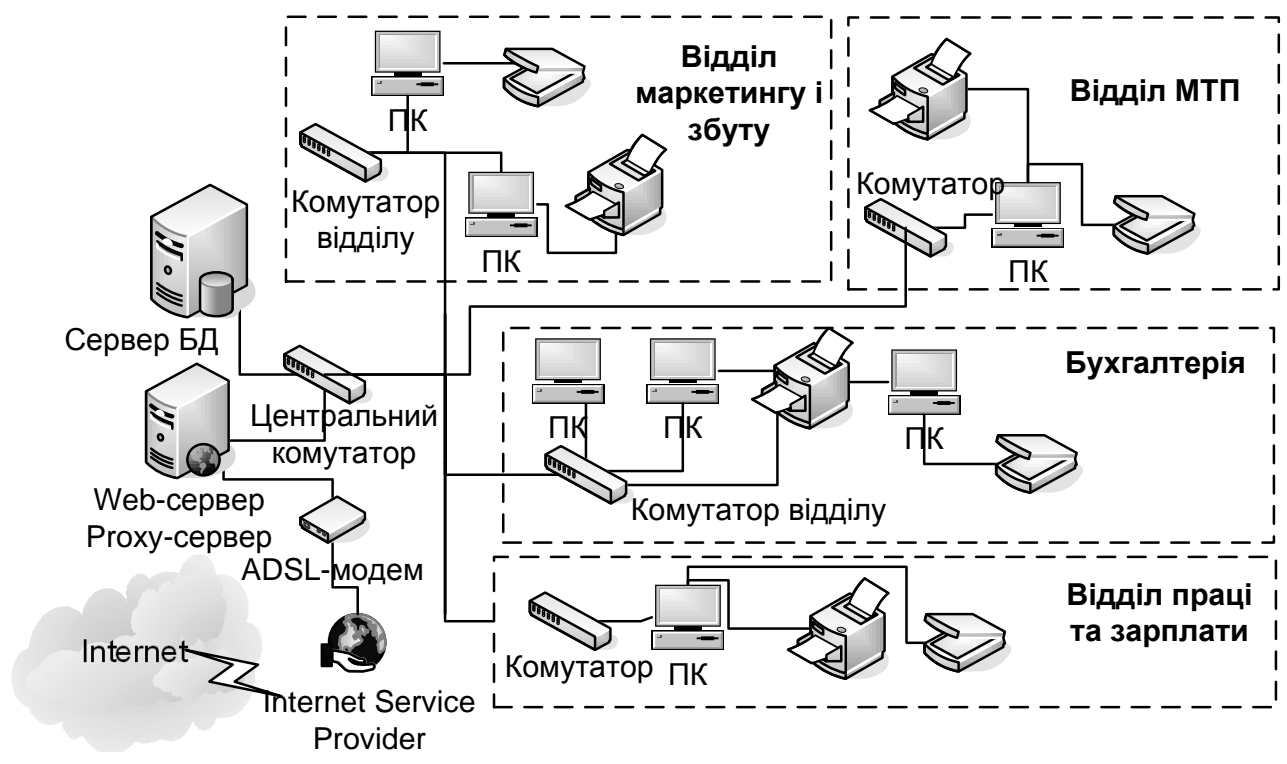 Відділ
маркетингу і
збуту
ПК
Комутатор
відділу
ПК
Відділ МТП
Комутатор
ПК
Сервер БД
Центральний
комутатор
Web-сервер
Proxy-сервер
ADSL-модем
Internet
Internet Service
Provider
Бухгалтерія
ПК
ПК
ПК
Комутатор відділу
Відділ праці
та зарплати
Комутатор
ПК